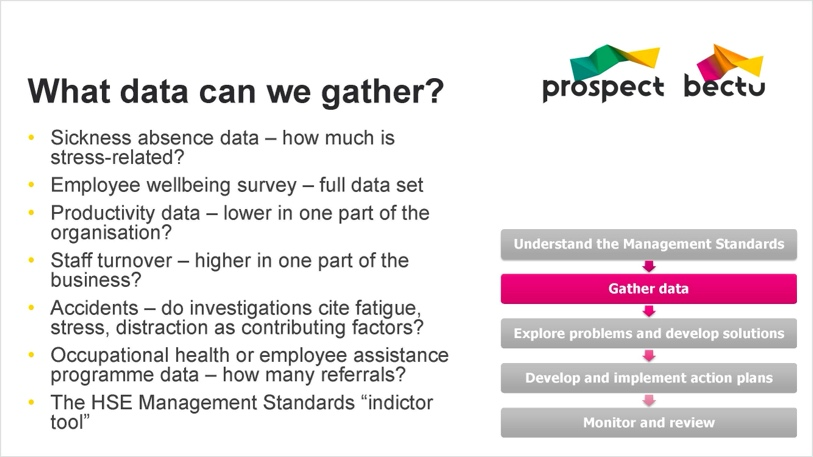 What data can we gather?
prospect bectu
• Sickness absence data – how much is
stress-related?
• Employee wellbeing survey – full data set
• Productivity data – lower in one part of the
organisation?
• Staff turnover – higher in one part of the
business?
• Accidents – do investigations cite fatigue,
stress, distraction as contributing factors?
• Occupational health or employee assistance
programme data – how many referrals?
• The HSE Management Standards “indictor
tool”
Understand the Management Standards
Gather data
Explore problems and develop solutions
Develop and implement action plans
Monitor and review